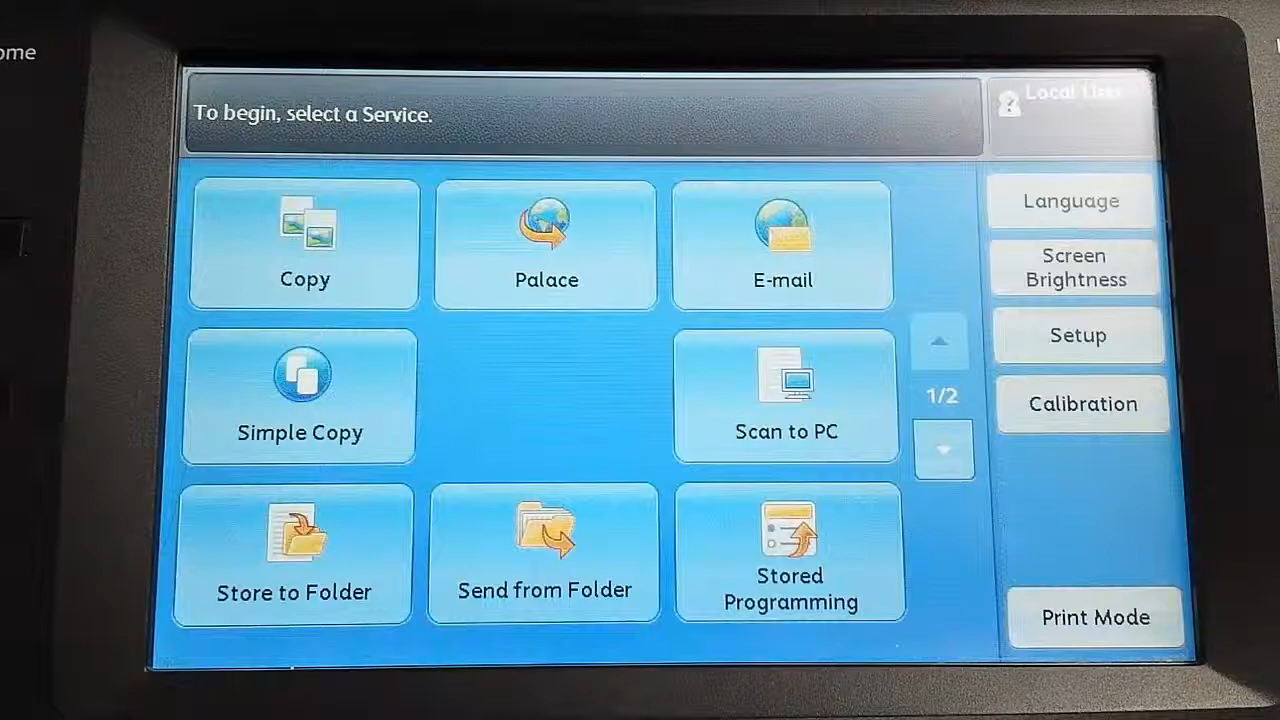 ome
To begin, select a Service.
Local User
Copy
Palace
E-mail
Language
Screen
Brightness
Simple Copy
Scan to PC
1/2
Setup
Calibration
Store to Folder
Send from Folder
Stored
Programming
Print Mode